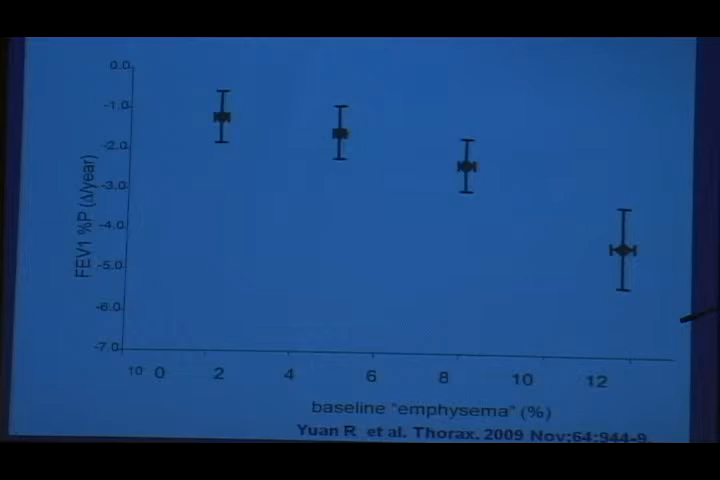 0.0
-1.0
-2.0
-3.0
-4.0
-5.0
-6.0
-7.0
FEV1 %P (Δ/year)
10 0 2 4 6 8 10 12
baseline "emphysema" (%)
Yuan R et al. Thorax. 2009 Nov;64:944-9.